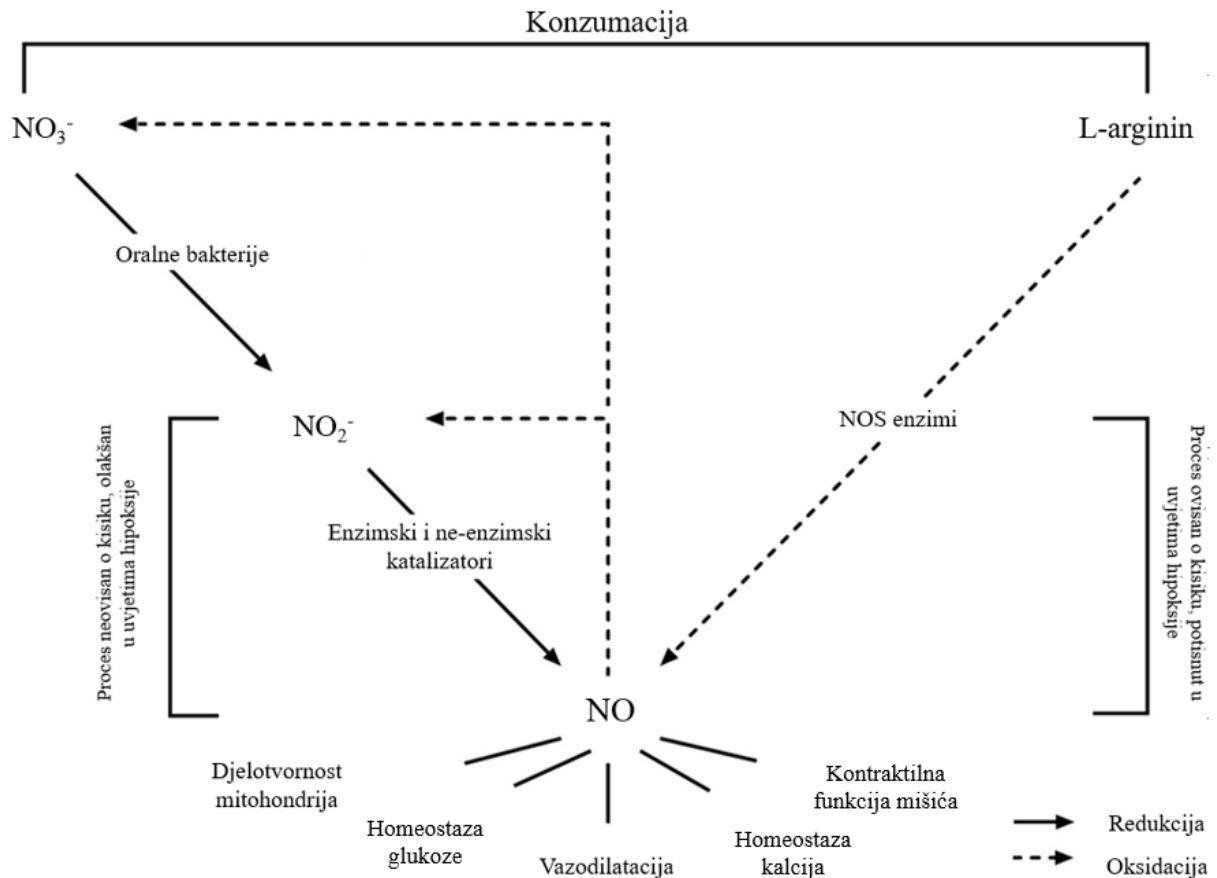 Konzumacija
NO₃⁻
L-arginin
Oralne bakterije
NO₂⁻
NOS enzimi
Proces neovisan o kisiku, olakšan
u uvjetima hipoksije
Enzimski i ne-enzimski
katalizatori
Proces ovisan o kisiku, potisnut u
uvjetima hipoksije
NO
Djelotvornost
mitohondrija
Homeostaza
glukoze
Vazodilatacija
Homeostaza
kalcija
Kontraktilna
funkcija mišića
Redukcija
Oksidacija